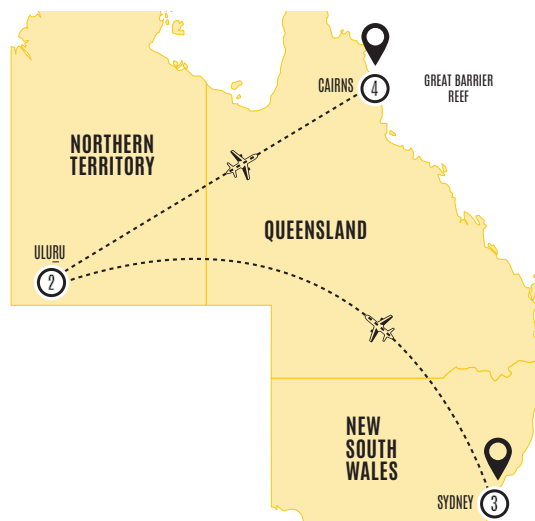 CAIRNS
4
GREAT BARRIER
REEF
NORTHERN
TERRITORY
QUEENSLAND
ULURU
2
NEW
SOUTH
WALES
SYDNEY
3